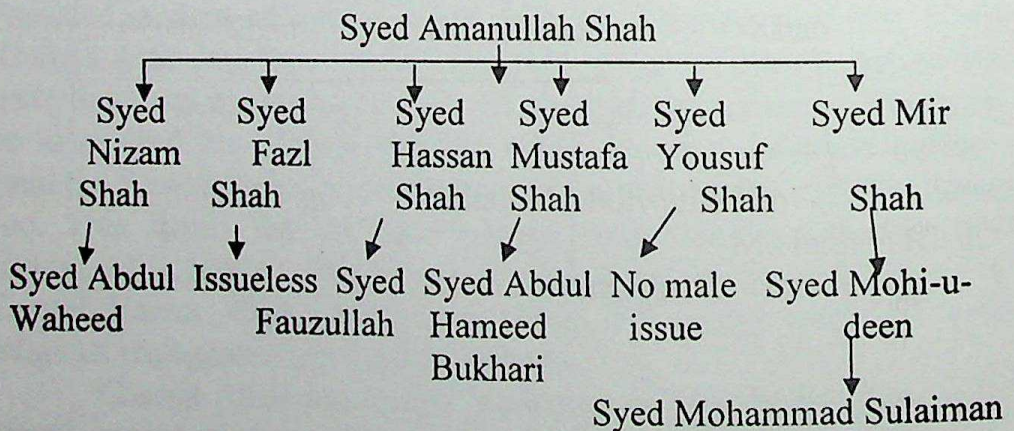 Syed Amanullah Shah
Syed Syed Syed Syed Syed Syed Mir
Nizam Fazl Hassan Mustafa Yousuf
Shah Shah Shah Shah Shah Shah
Syed Abdul Issueless Syed Syed Abdul No male Syed Mohi-u-
Waheed Fauzullah Hameed issue deen
Bukhari
Syed Mohammad Sulaiman